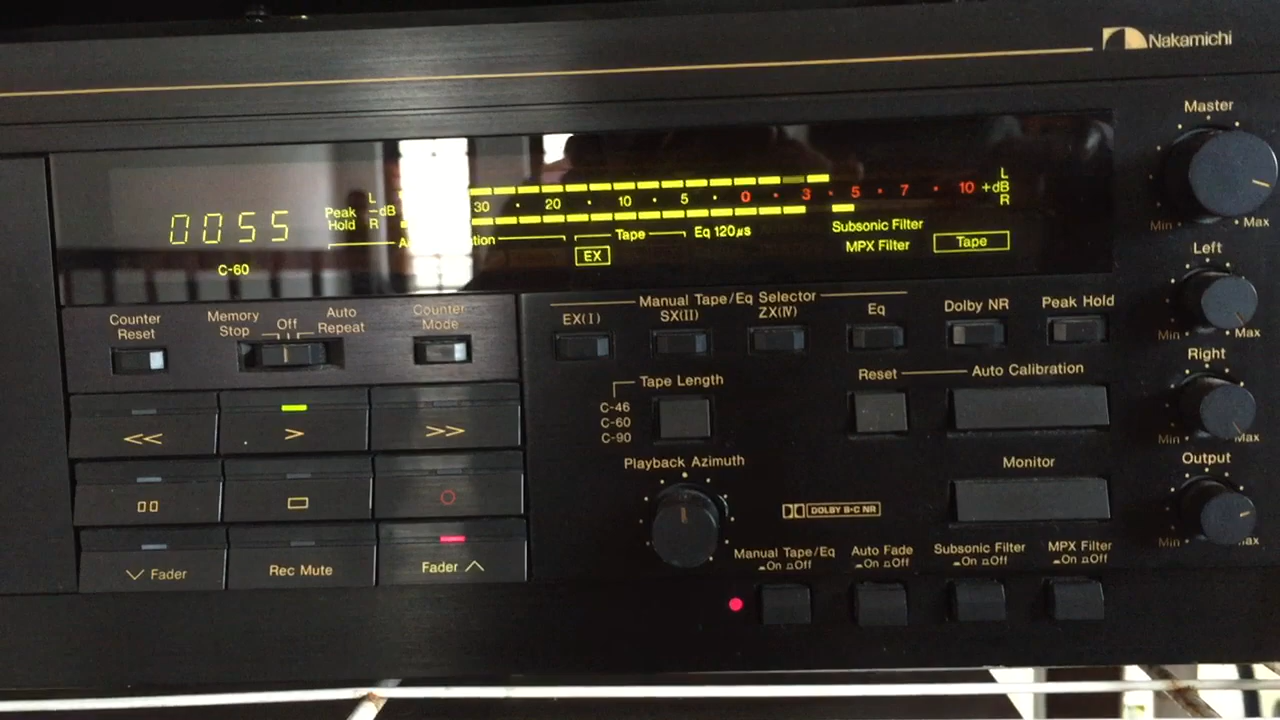 Nakamichi
Master
Min Max
L
Peak -dB 30 20 10 5 0 3 5 7 10 +dB
Hold R
L
R
0055
C-60
Tape Eq 120µs
EX
Subsonic Filter
MPX Filter
Tape
Left
Min Max
Counter Reset
Memory Stop
Off
Auto Repeat
Counter Mode
Manual Tape/Eq Selector
EX(I)
SX(II)
ZX(IV)
Eq
Dolby NR
Peak Hold
Right
Min Max
Tape Length
C-46
C-60
C-90
Reset
Auto Calibration
<<
>
>>
Playback Azimuth
Monitor
Output
Min
DOLBY B·C NR
Fader
Rec Mute
Fader
Manual Tape/Eq
On Off
Auto Fade
On Off
Subsonic Filter
On Off
MPX Filter
On Off